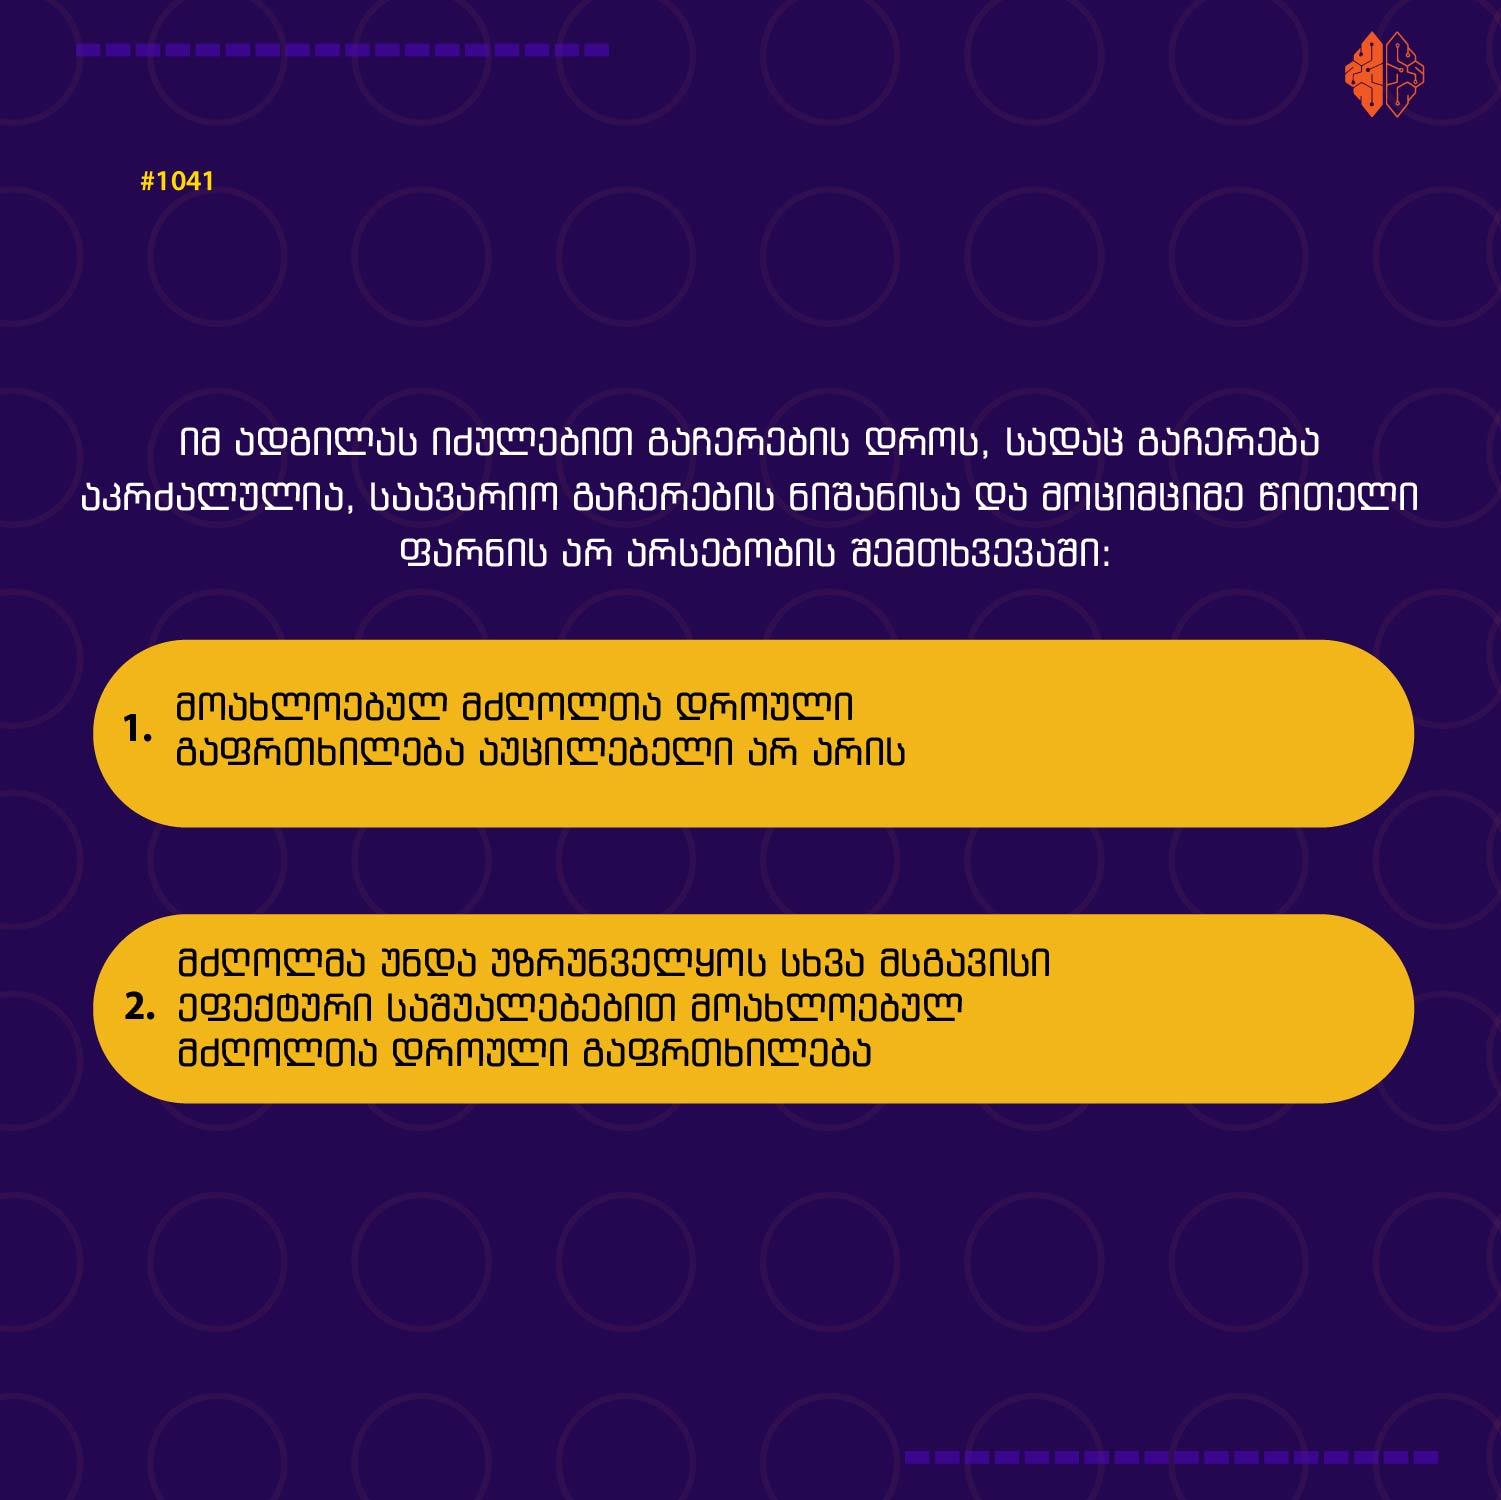 #1041
იმ ადგილას იძულებით გაჩერების დროს, სადაც გაჩერება
აკრძალულია, საავარიო გაჩერების ნიშანისა და მოციმციმე წითელი
ფარნის არ არსებობის შემთხვევაში:
1. მოახლოებულ მძღოლთა დროული
გაფრთხილება აუცილებელი არ არის
2. მძღოლმა უნდა უზრუნველყოს სხვა მსგავისი
ეფექტური საშუალებებით მოახლოებულ
მძღოლთა დროული გაფრთხილება